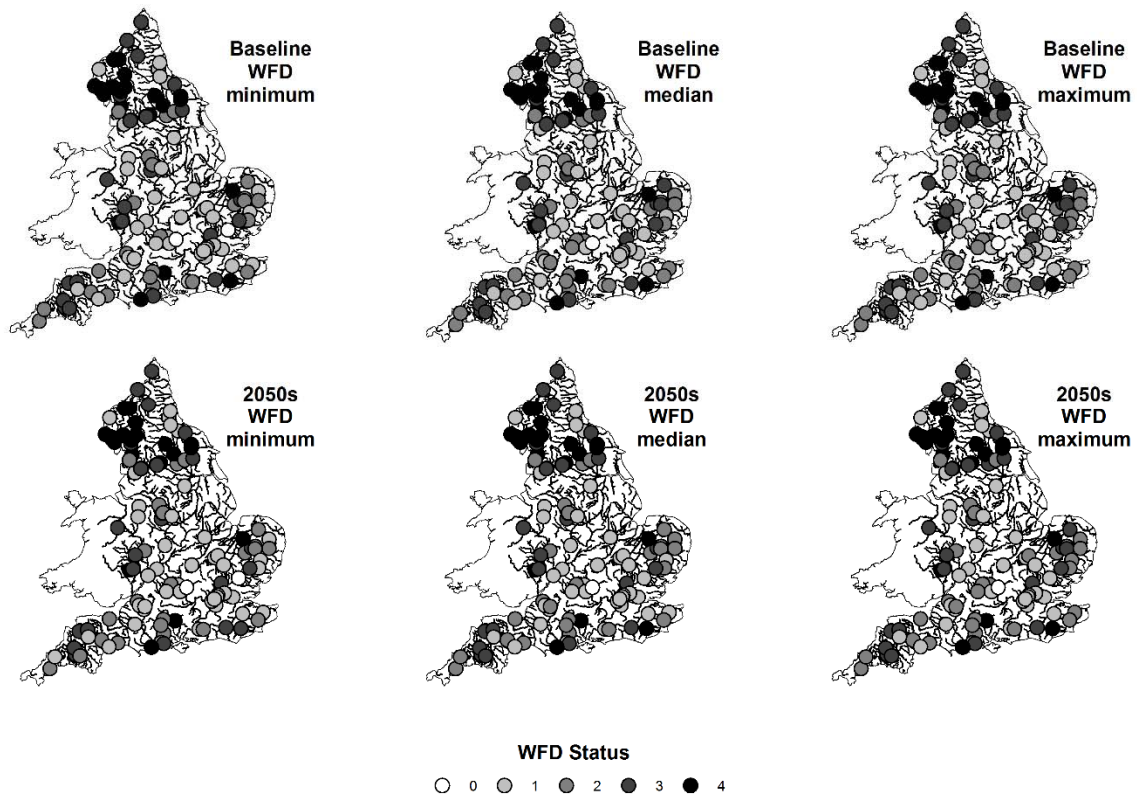 Baseline
WFD
minimum
Baseline
WFD
median
Baseline
WFD
maximum
2050s
WFD
minimum
2050s
WFD
median
2050s
WFD
maximum
WFD Status
0 1 2 3 4